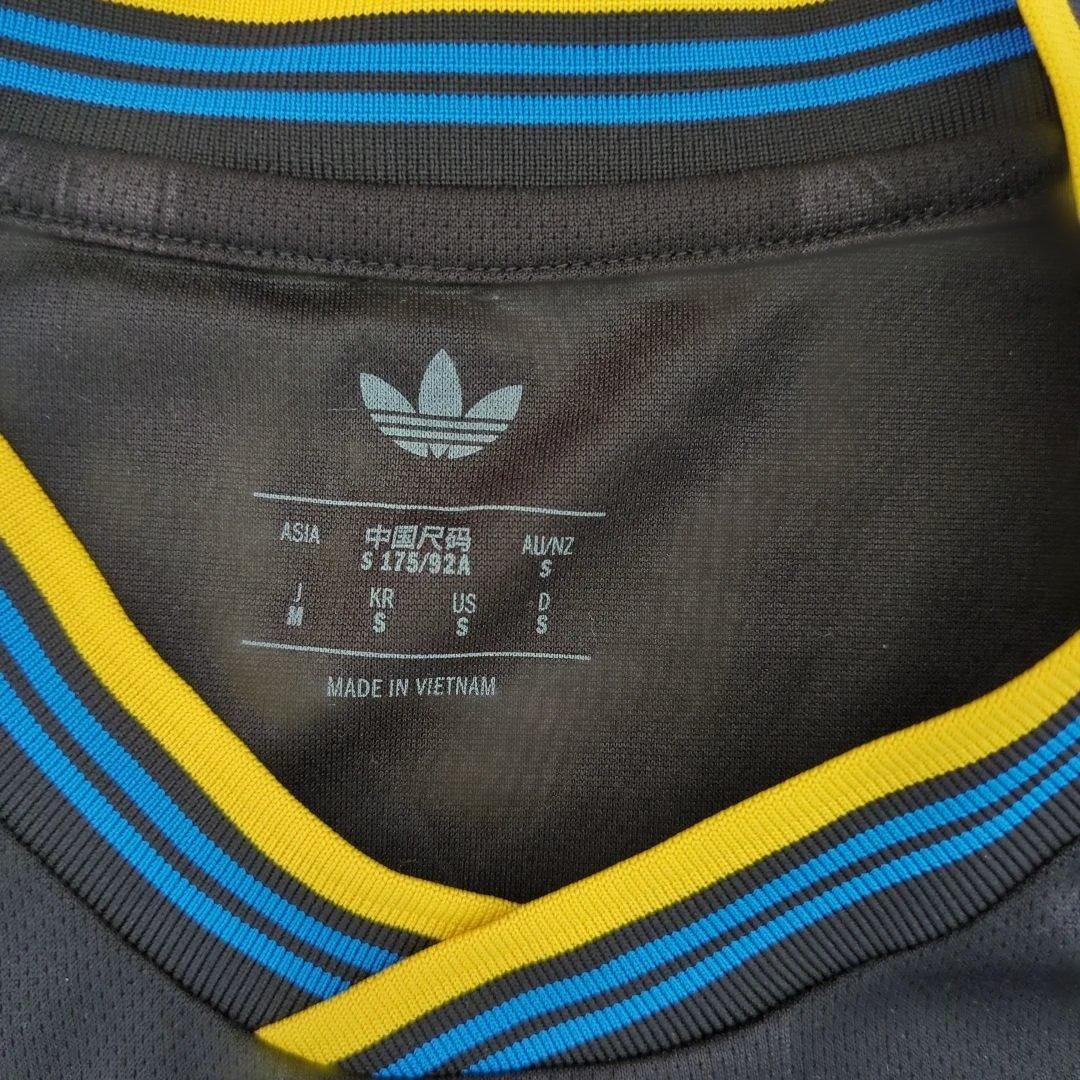 ASIA 中国尺码 AU/NZ
S 175/92A S
J KR US D
M S S S
MADE IN VIETNAM